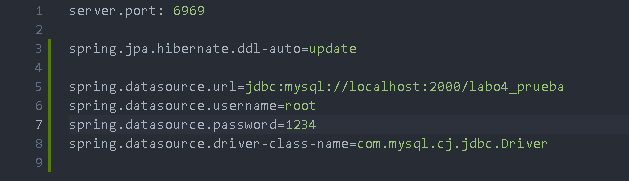 1 server.port: 6969
2
3 spring.jpa.hibernate.ddl-auto=update
4
5 spring.datasource.url=jdbc:mysql://localhost:2000/labo4_prueba
6 spring.datasource.username=root
7 spring.datasource.password=1234
8 spring.datasource.driver-class-name=com.mysql.cj.jdbc.Driver
9